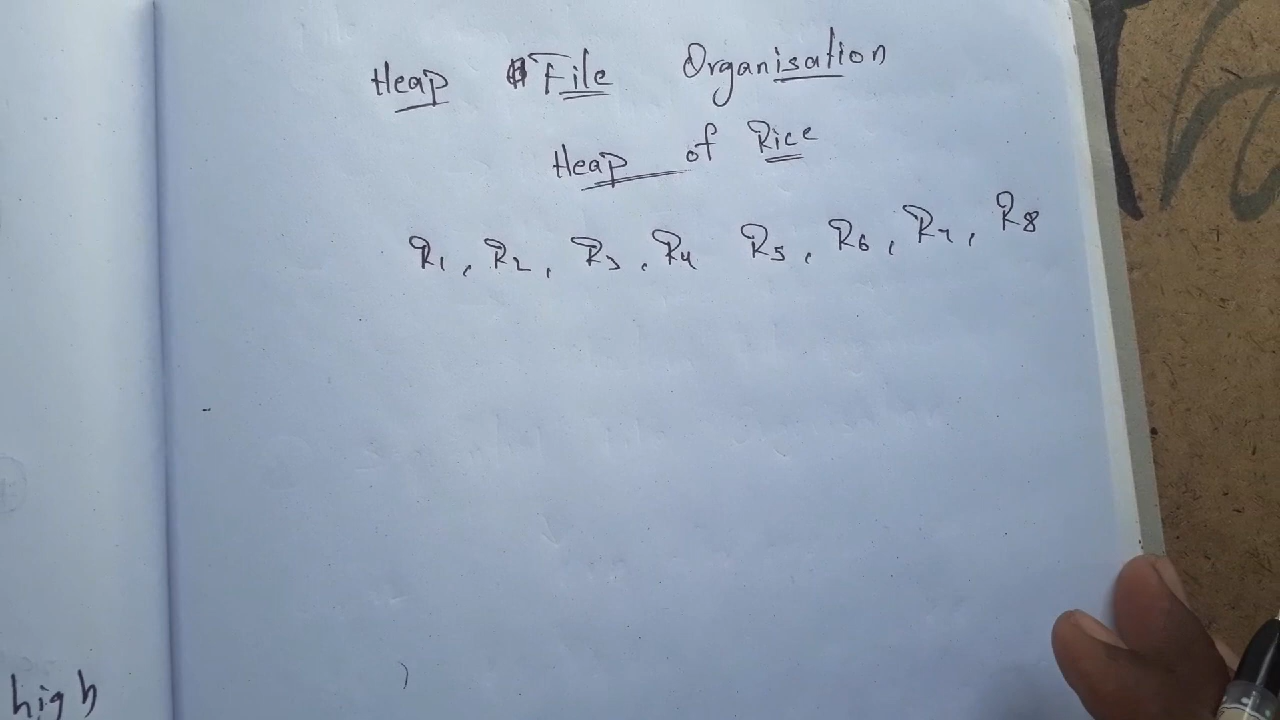 Heap File Organisation
Heap of Rice
R1, R2, R3, R4 R5, R6, R7, R8
high